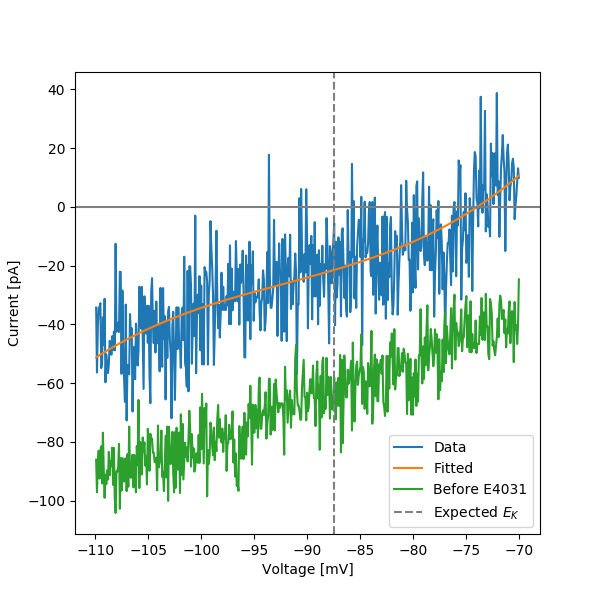 40
20
0
−20
−40
−60
−80
−100
Current [pA]
−110 −105 −100 −95 −90 −85 −80 −75 −70
Voltage [mV]
Data
Fitted
Before E4031
Expected E_K